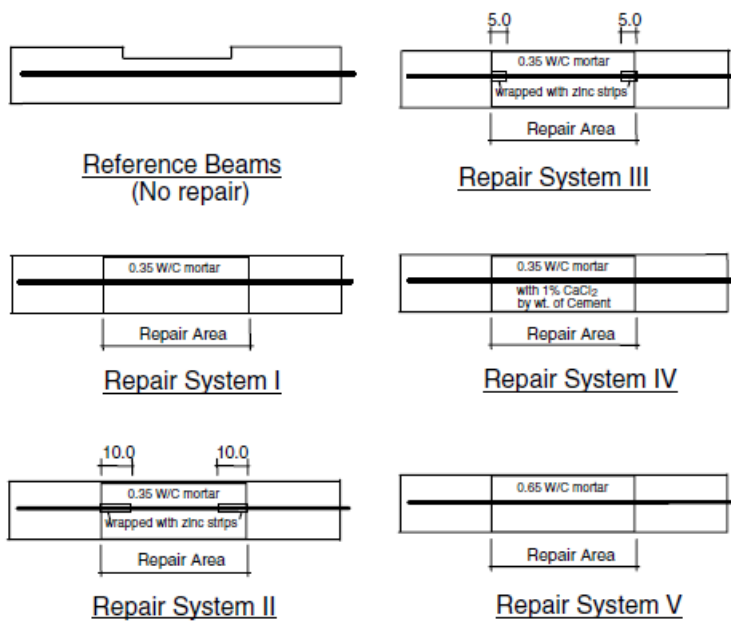 Reference Beams
(No repair)
0.35 W/C mortar
Repair Area
Repair System I
10.0 10.0
0.35 W/C mortar
wrapped with zinc strips
Repair Area
Repair System II
5.0 5.0
0.35 W/C mortar
wrapped with zinc strips
Repair Area
Repair System III
0.35 W/C mortar
with 1% CaCl₂
by wt. of Cement
Repair Area
Repair System IV
0.65 W/C mortar
Repair Area
Repair System V